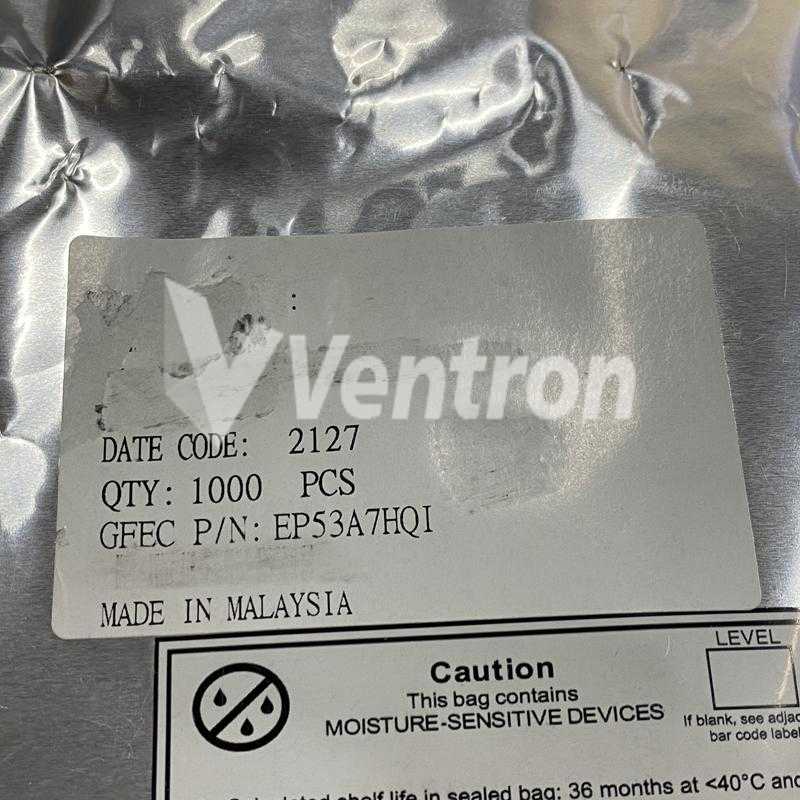 :
Ventron
DATE CODE: 2127
QTY: 1000 PCS
GFEC P/N: EP53A7HQI
MADE IN MALAYSIA
LEVEL
Caution
This bag contains
MOISTURE-SENSITIVE DEVICES
If blank, see adjac
bar code label
shelf life in sealed bag: 36 months at <40°C and